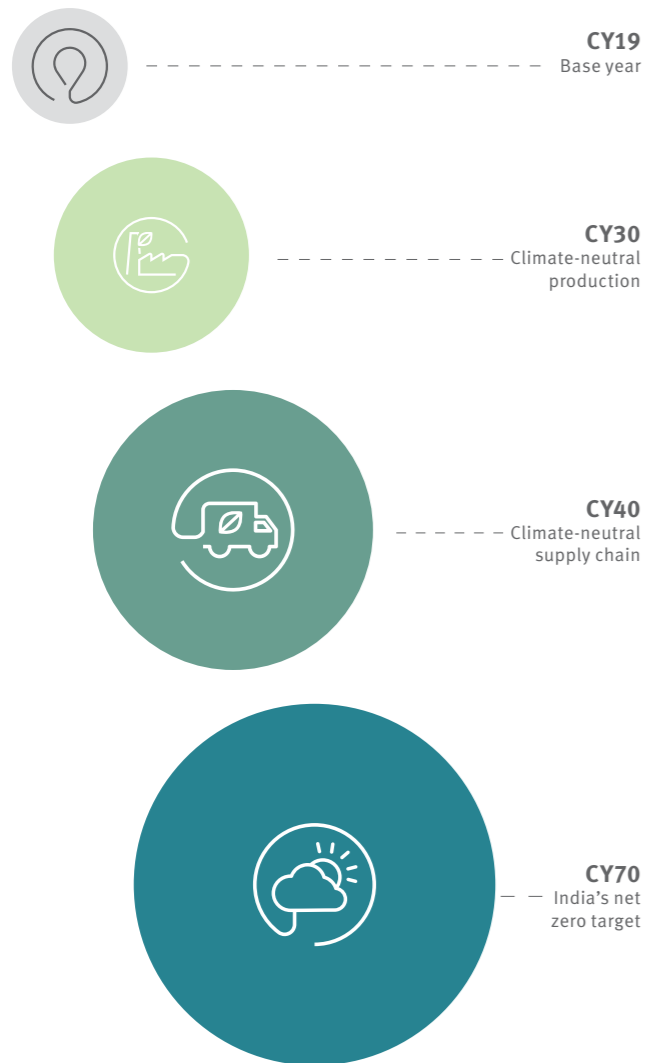 CY19
Base year
CY30
Climate-neutral
production
CY40
Climate-neutral
supply chain
CY70
India’s net
zero target